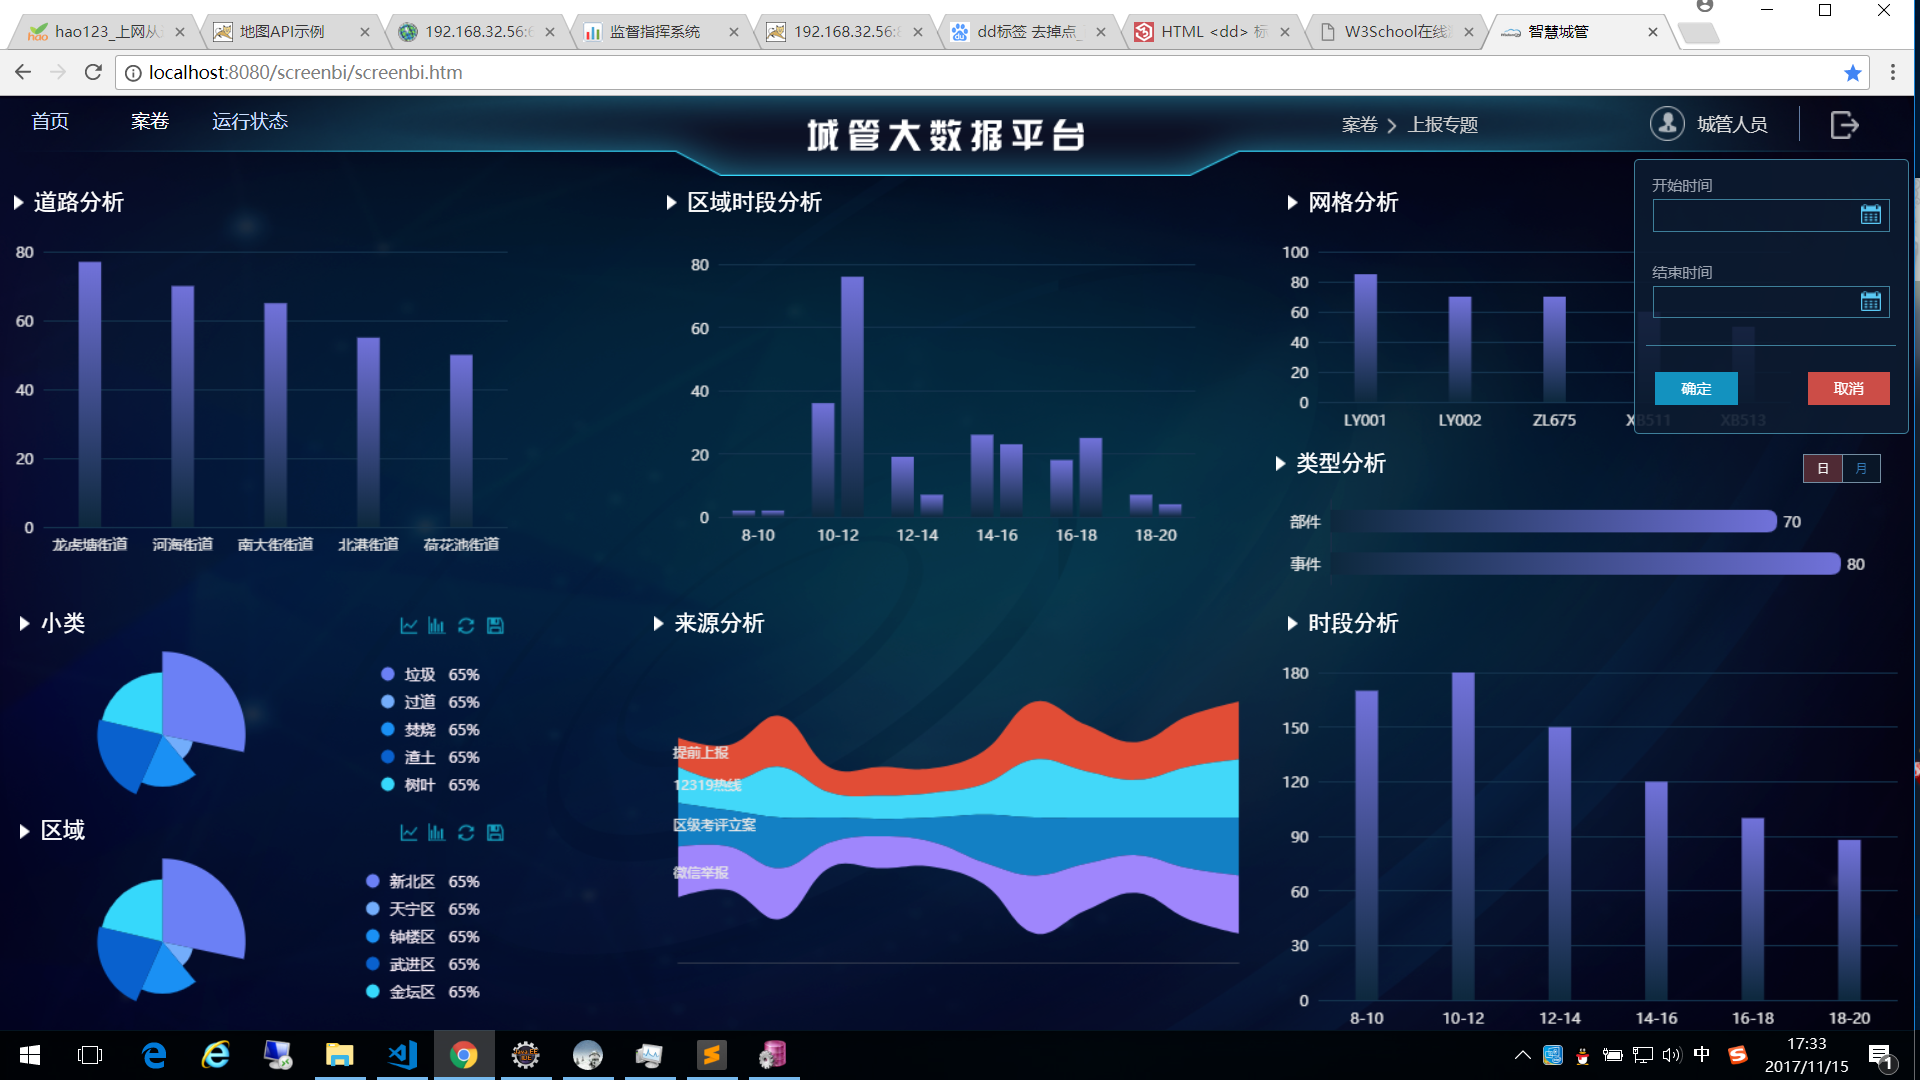 hao123_上网从
地图API示例
192.168.32.56:6
监督指挥系统
192.168.32.56:8
dd标签 去掉点_
HTML <dd> 标
W3School在线
智慧城管
localhost:8080/screenbi/screenbi.htm
首页
案卷
运行状态
城管大数据平台
案卷
上报专题
城管人员
道路分析
80
60
40
20
0
龙虎塘街道
河海街道
南大街街道
北港街道
荷花池街道
区域时段分析
80
60
40
20
0
8-10
10-12
12-14
14-16
16-18
18-20
网格分析
100
80
60
40
20
0
LY001
LY002
ZL675
XB511
XB513
开始时间
结束时间
确定
取消
类型分析
日
月
部件
70
事件
80
小类
垃圾 65%
过道 65%
焚烧 65%
渣土 65%
树叶 65%
区域
新北区 65%
天宁区 65%
钟楼区 65%
武进区 65%
金坛区 65%
来源分析
提前上报
12319热线
区级考评立案
微信举报
时段分析
180
150
120
90
60
30
0
8-10
10-12
12-14
14-16
16-18
18-20
中
17:33
2017/11/15
1